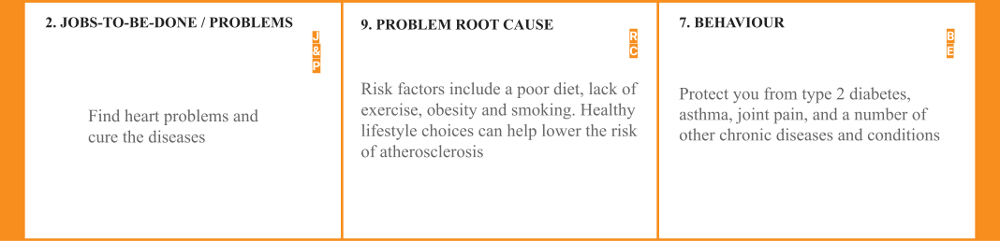 2. JOBS-TO-BE-DONE / PROBLEMS
J
&
P
Find heart problems and
cure the diseases
9. PROBLEM ROOT CAUSE
R
C
Risk factors include a poor diet, lack of
exercise, obesity and smoking. Healthy
lifestyle choices can help lower the risk
of atherosclerosis
7. BEHAVIOUR
B
E
Protect you from type 2 diabetes,
asthma, joint pain, and a number of
other chronic diseases and conditions